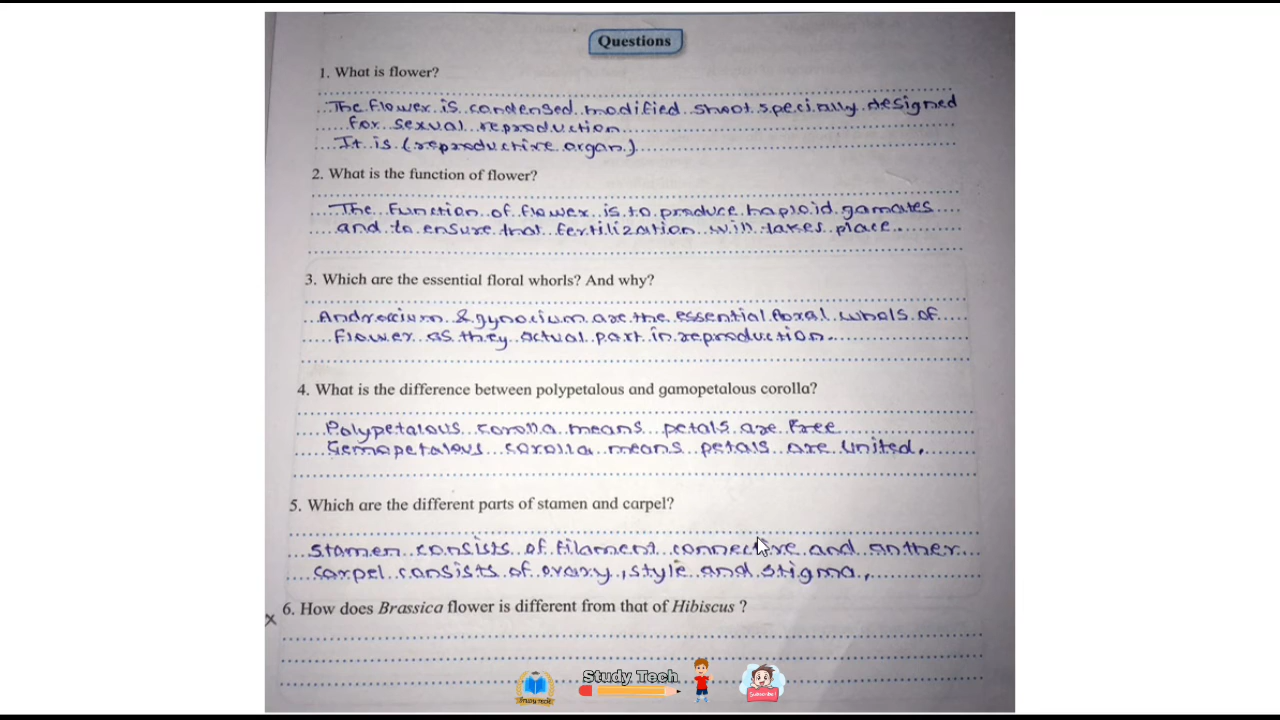 Questions
1. What is flower?
The flower is condensed modified shoot specially designed
for sexual reproduction
It is (reproductive organ)
2. What is the function of flower?
The function of flower is to produce haploid gamates
and to ensure that fertilization will takes place.
3. Which are the essential floral whorls? And why?
Androecium & gynocium are the essential floral whols of
flower as they actual part in reproduction.
4. What is the difference between polypetalous and gamopetalous corolla?
Polypetalous corolla means petals are free
Gemopetalous corolla means petals are united.
5. Which are the different parts of stamen and carpel?
Stamen consists of filament connective and anther
carpel consists of ovary, style and stigma,
x 6. How does Brassica flower is different from that of Hibiscus ?
Study Tech